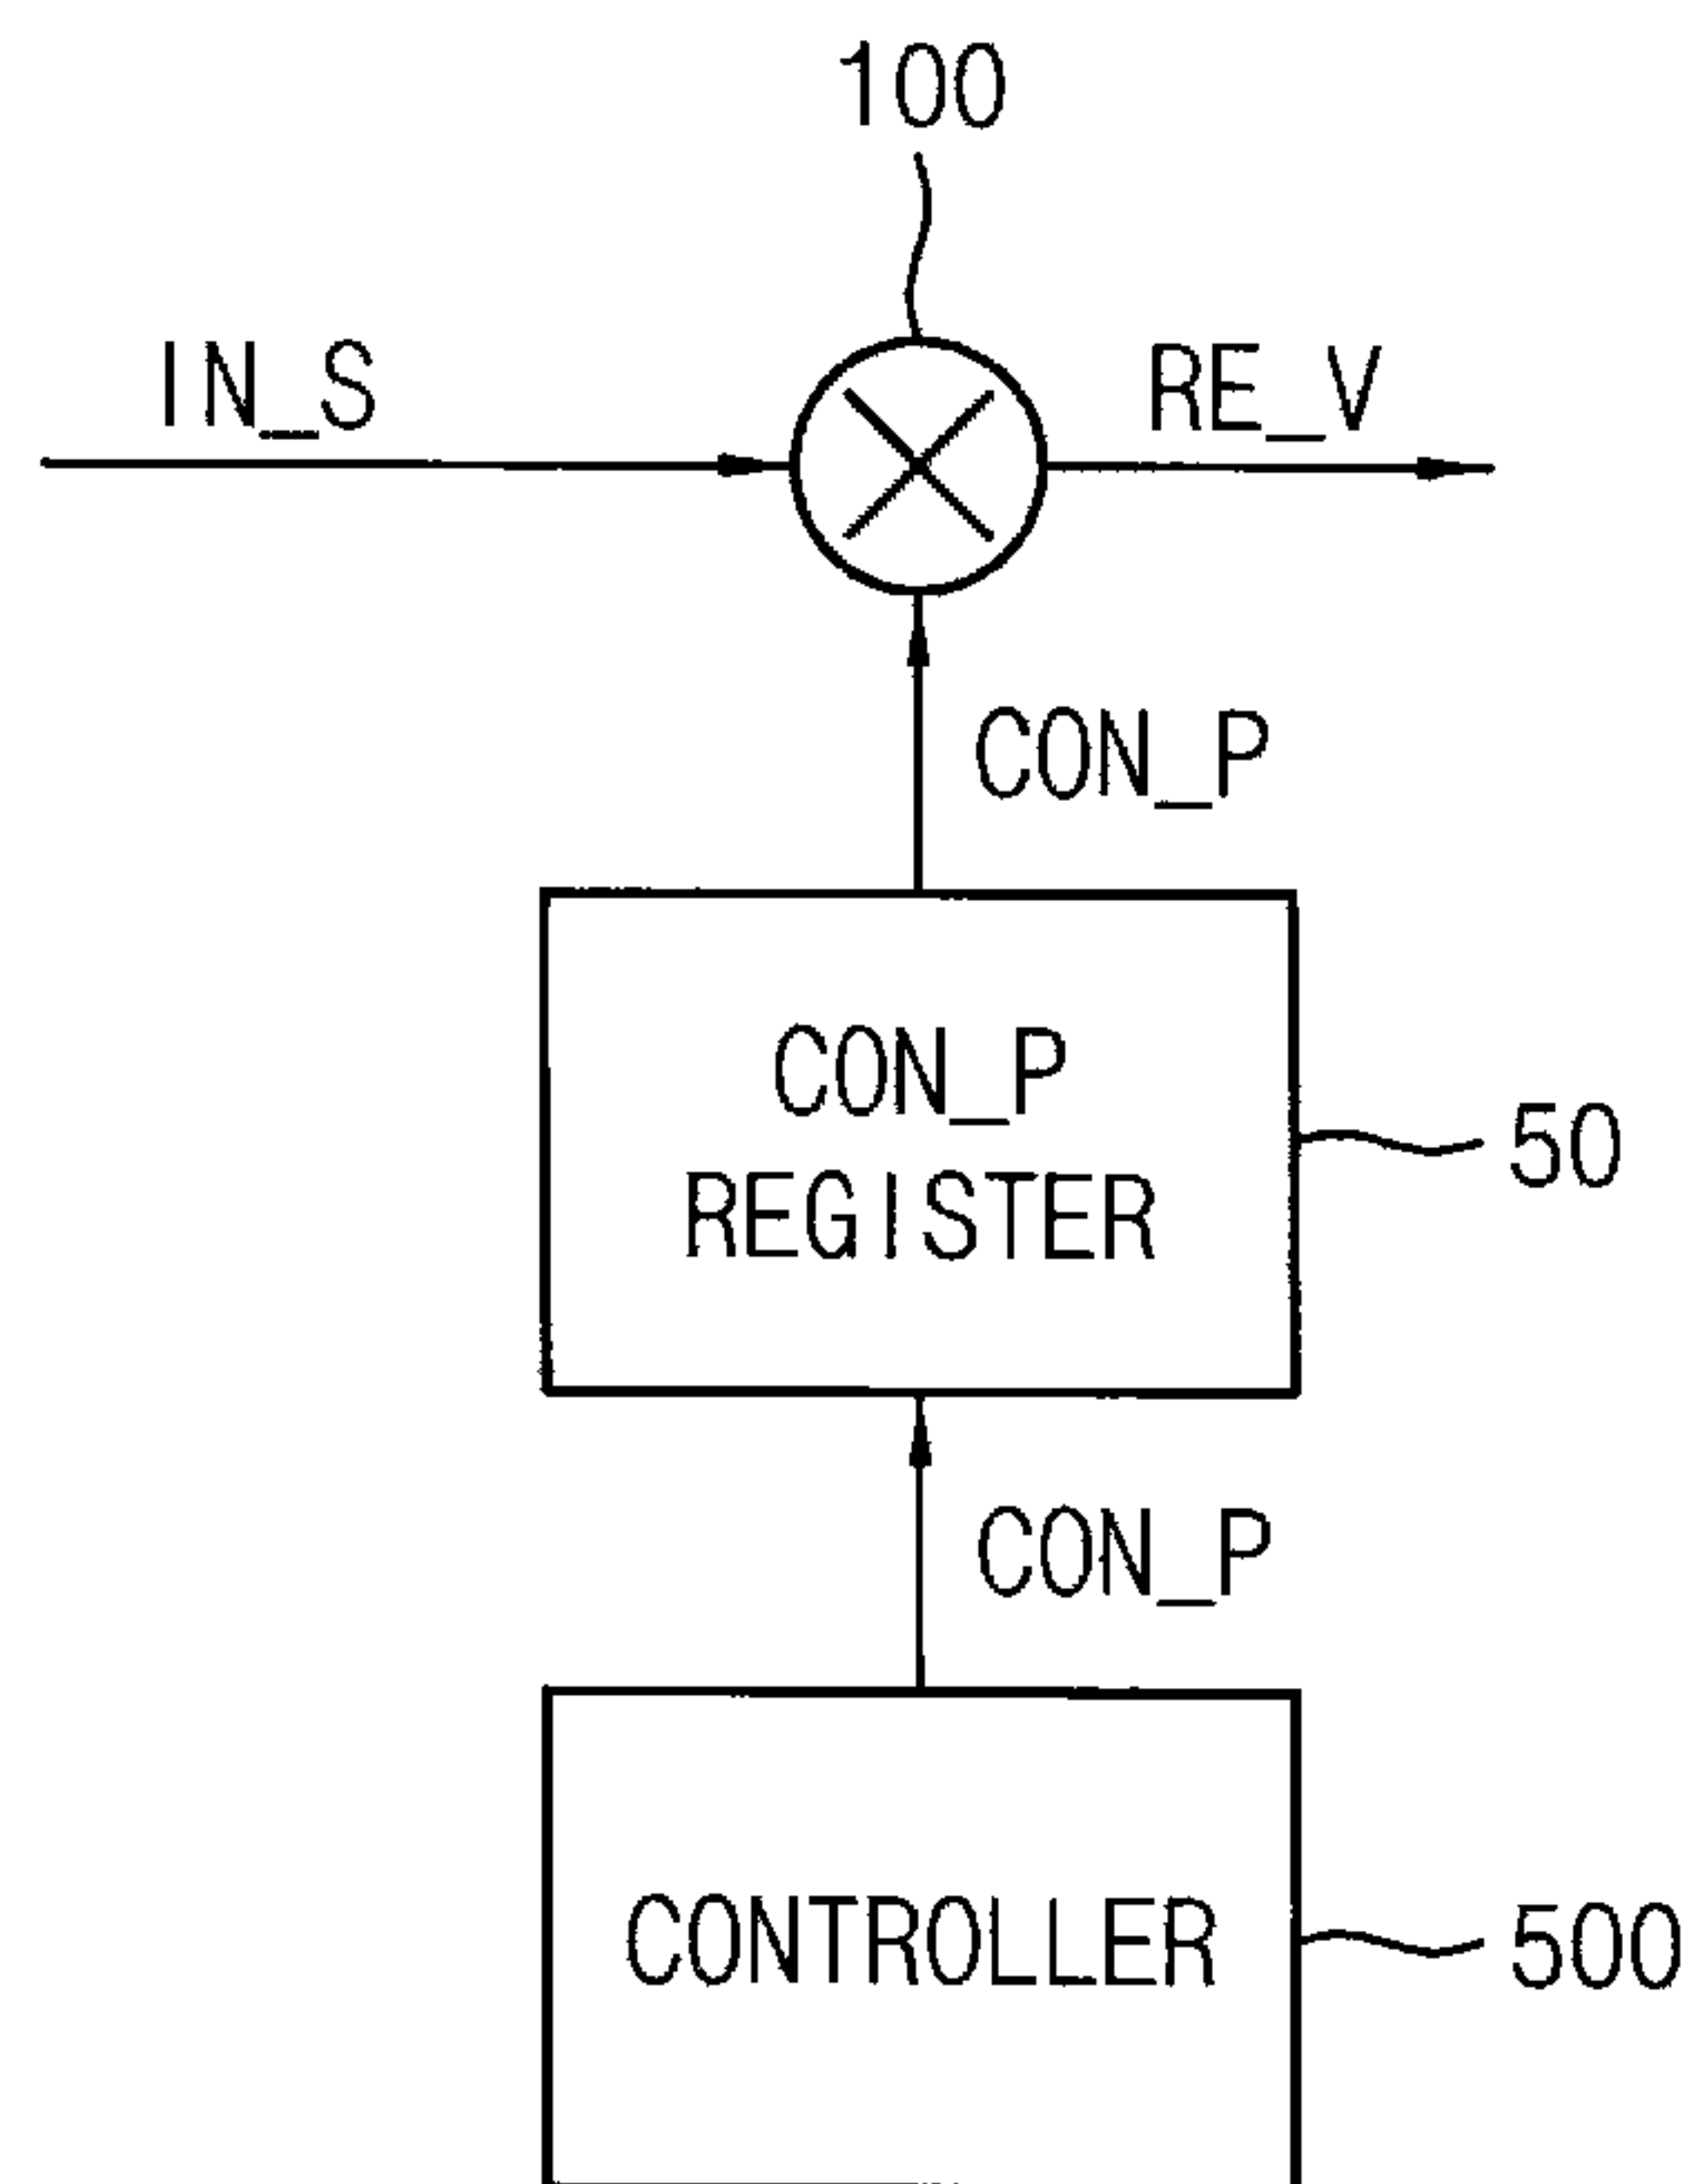 100
IN_S
RE_V
CON_P
CON_P
REGISTER
50
CON_P
CONTROLLER
500